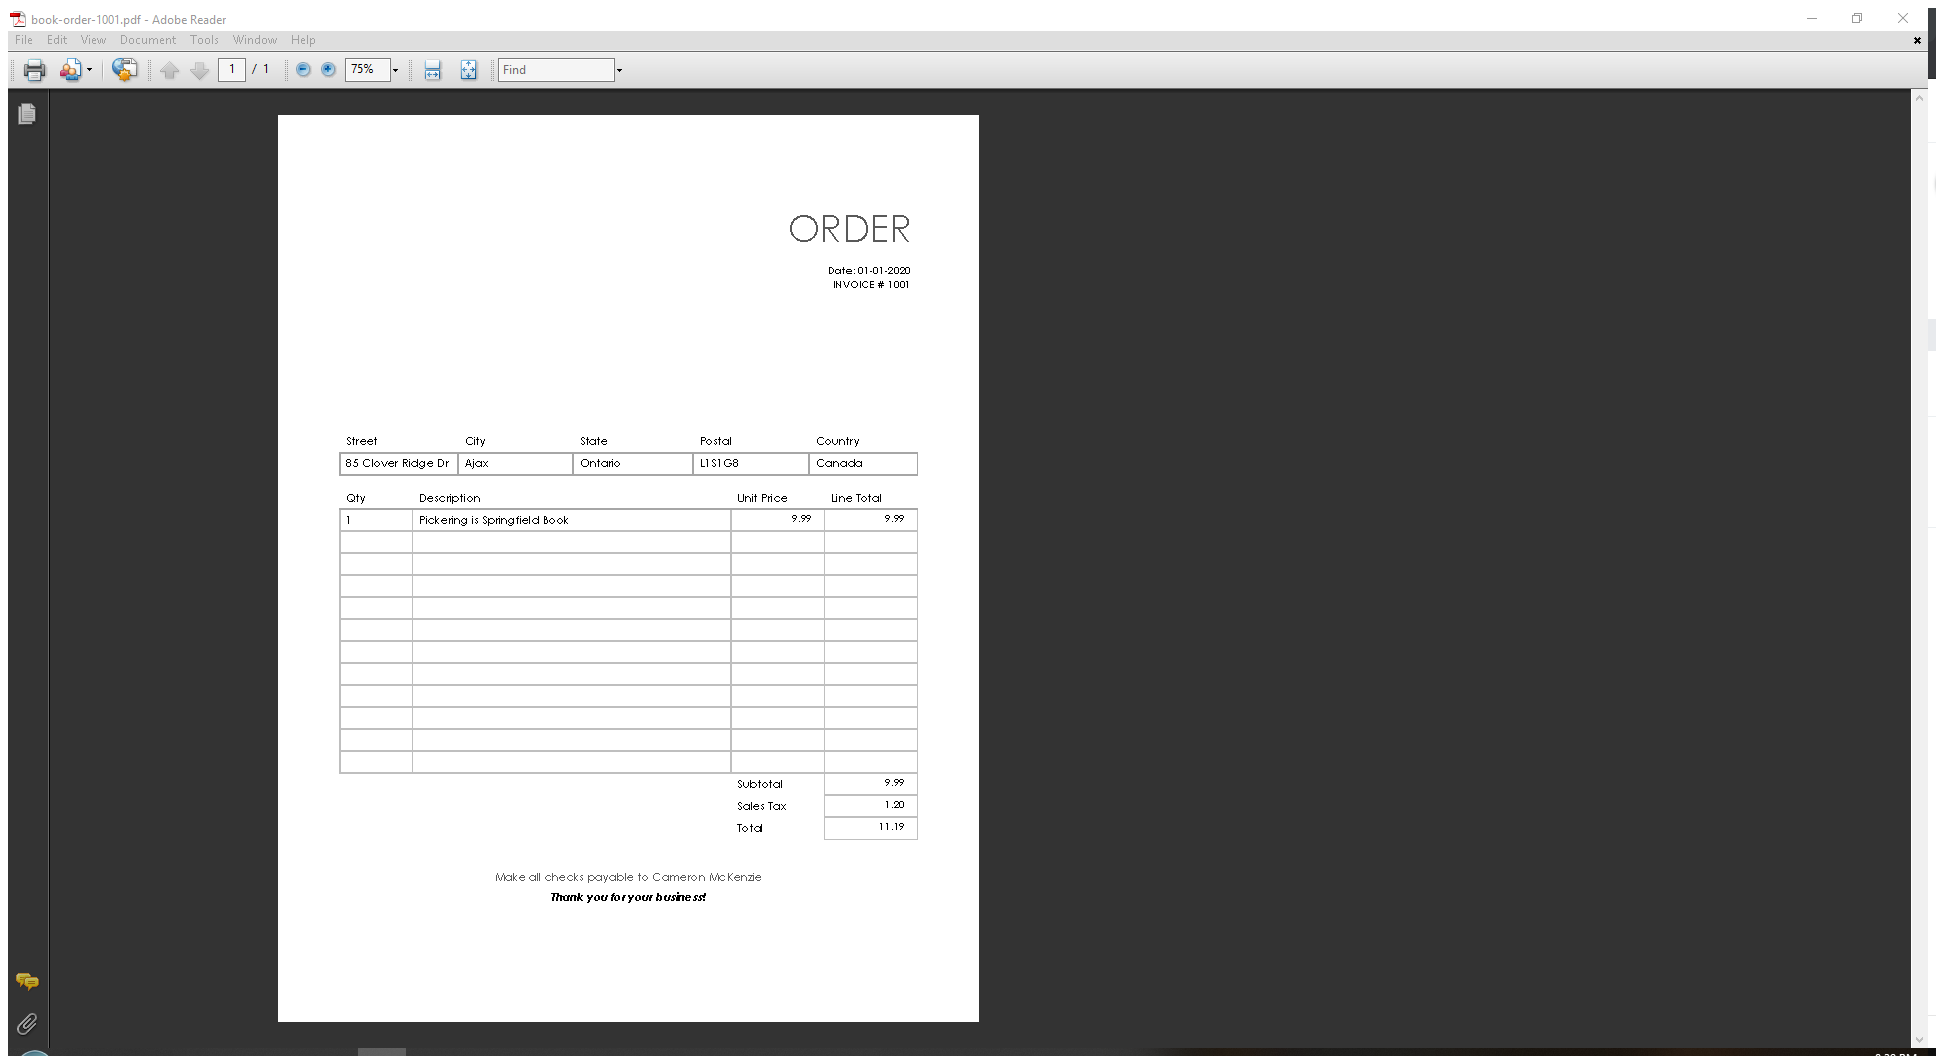 book-order-1001.pdf - Adobe Reader
File Edit View Document Tools Window Help
1 / 1 75% Find
ORDER
Date: 01-01-2020
INVOICE # 1001
Street City State Postal Country
85 Clover Ridge Dr Ajax Ontario L1S1G8 Canada
Qty Description Unit Price Line Total
1 Pickering is Springfield Book 9.99 9.99
Subtotal 9.99
Sales Tax 1.20
Total 11.19
Make all checks payable to Cameron McKenzie
Thank you for your business!